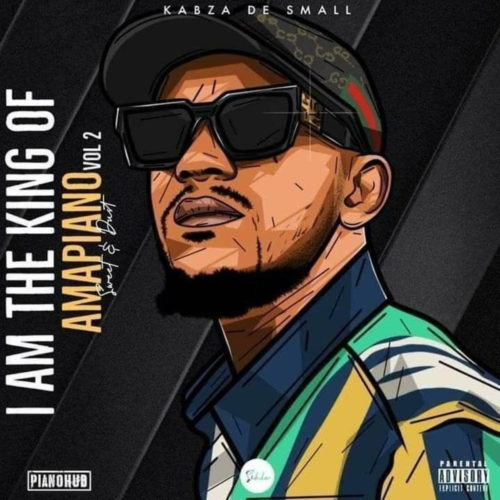 KABZA DE SMALL
I AM THE KING OF
AMAPIANO VOL 2
Sweet & Dust
PIANOHUB
PARENTAL
ADVISORY
EXPLICIT CONTENT